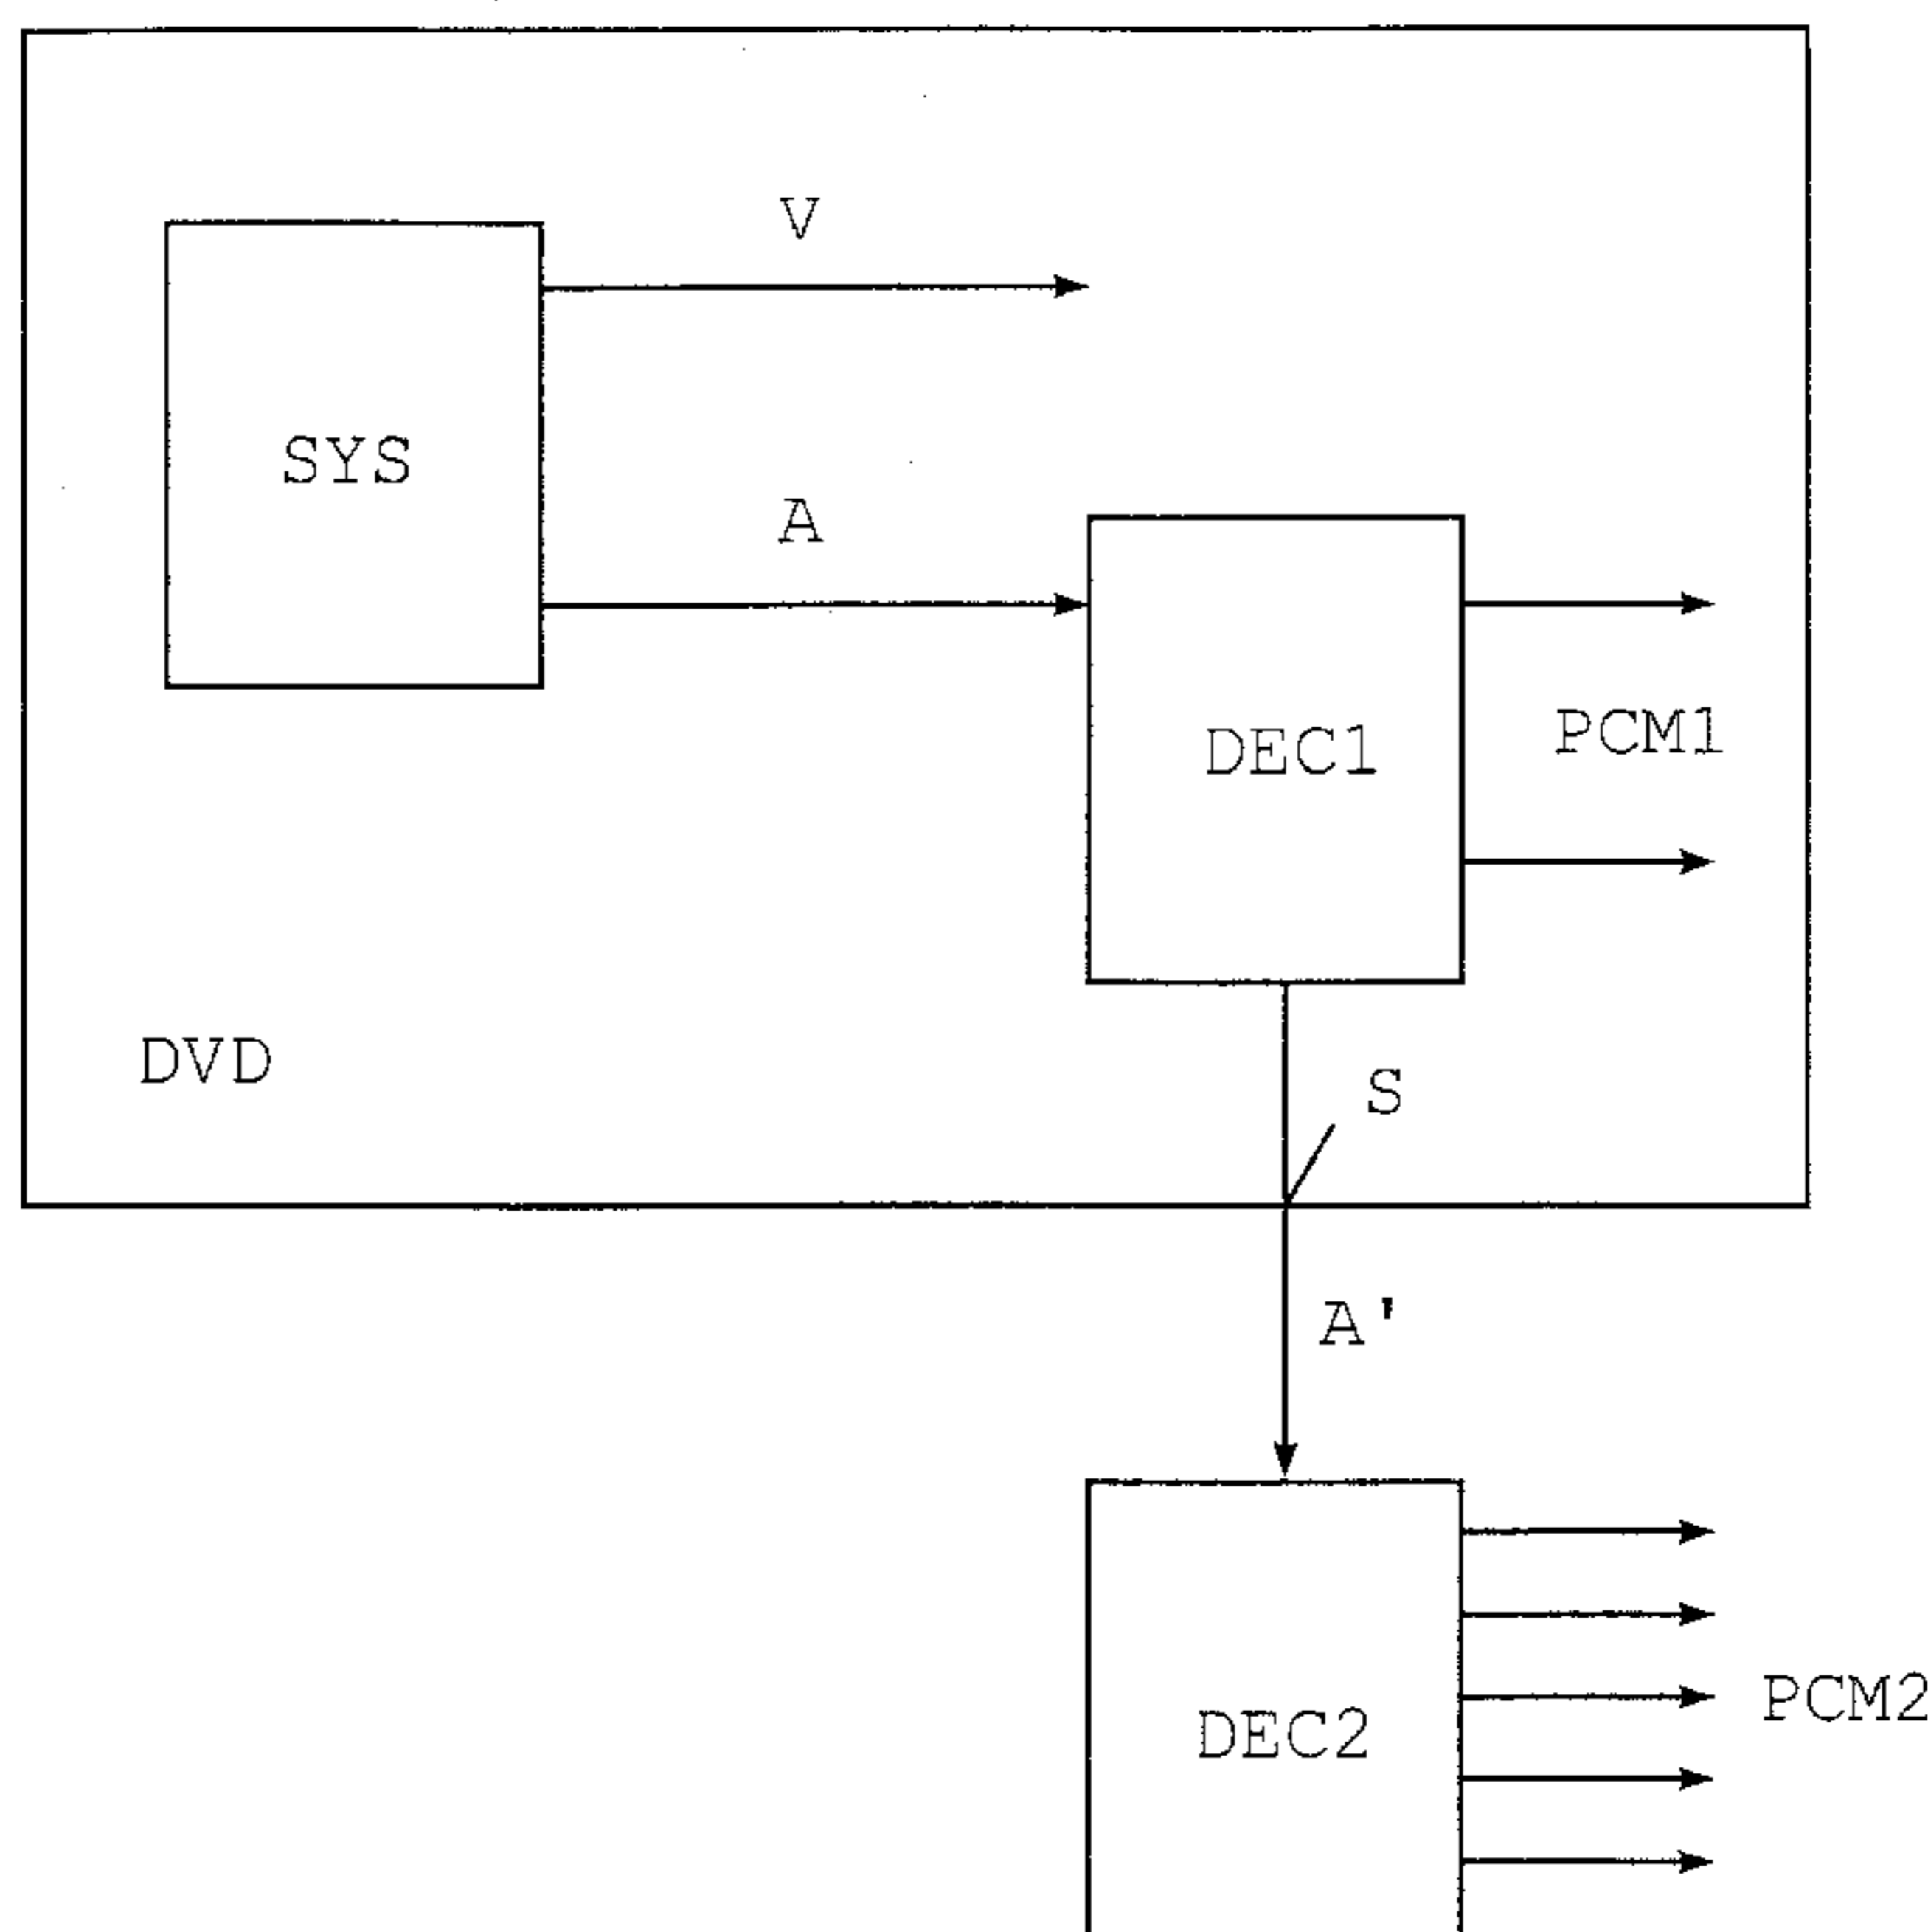 V
SYS
A
DEC1
PCM1
DVD
S
A'
DEC2
PCM2